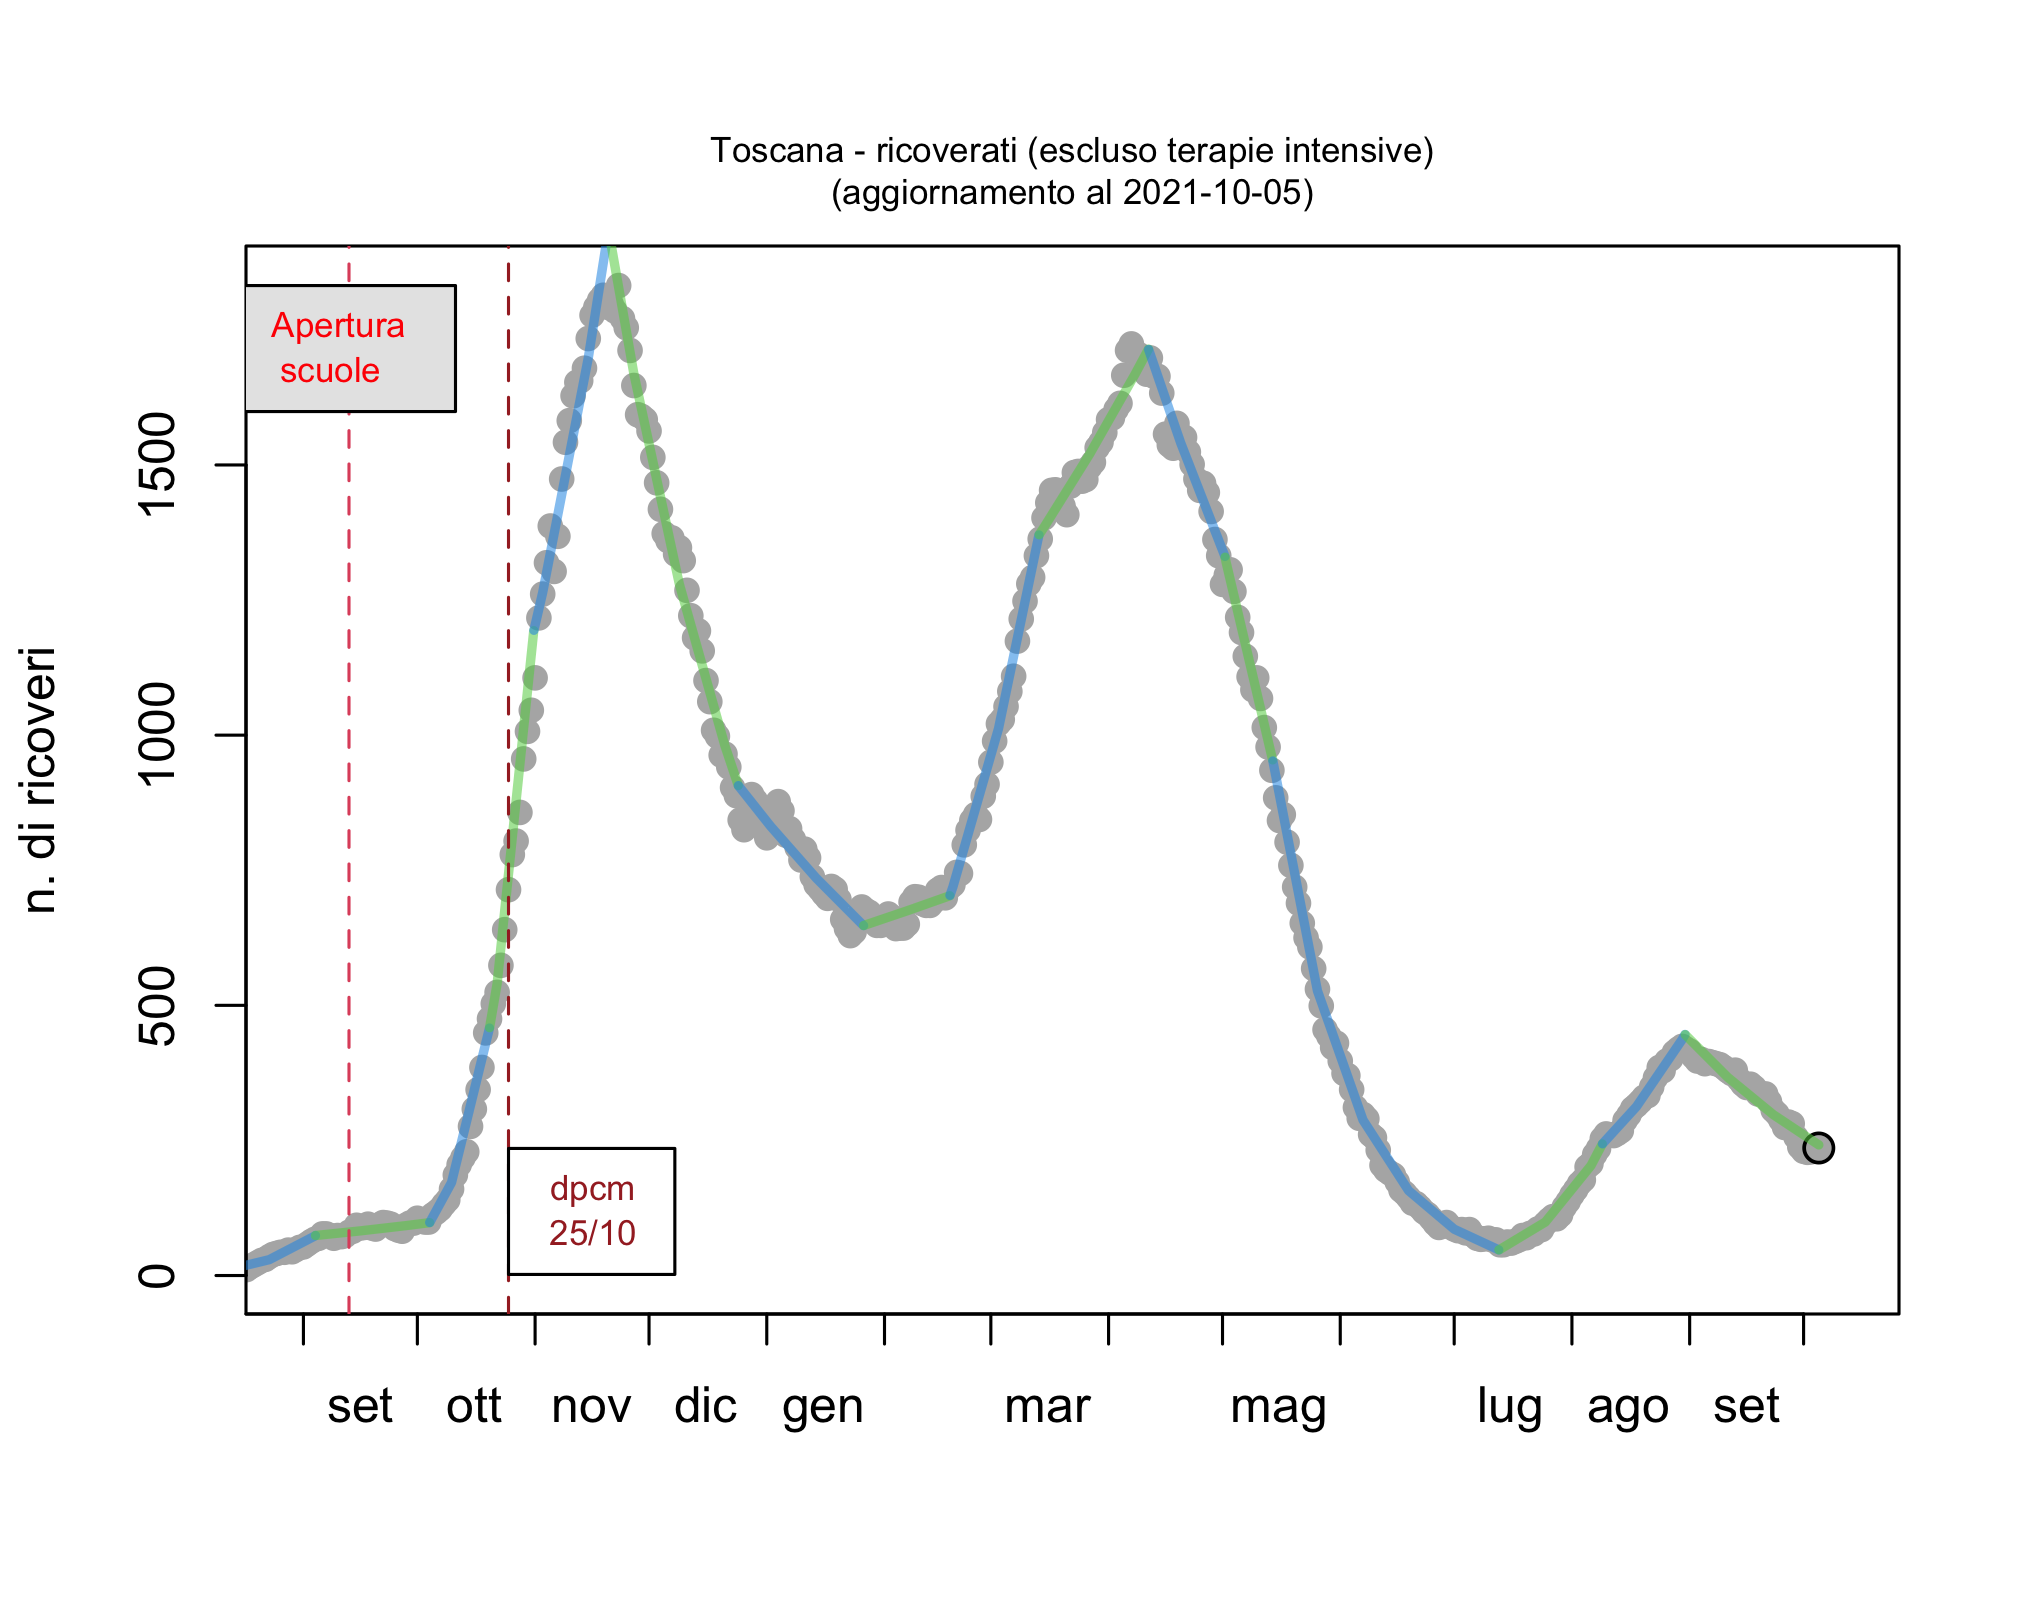 Toscana - ricoverati (escluso terapie intensive)
(aggiornamento al 2021-10-05)
Apertura
scuole
n. di ricoveri
1500
1000
500
0
dpcm
25/10
set ott nov dic gen mar mag lug ago set